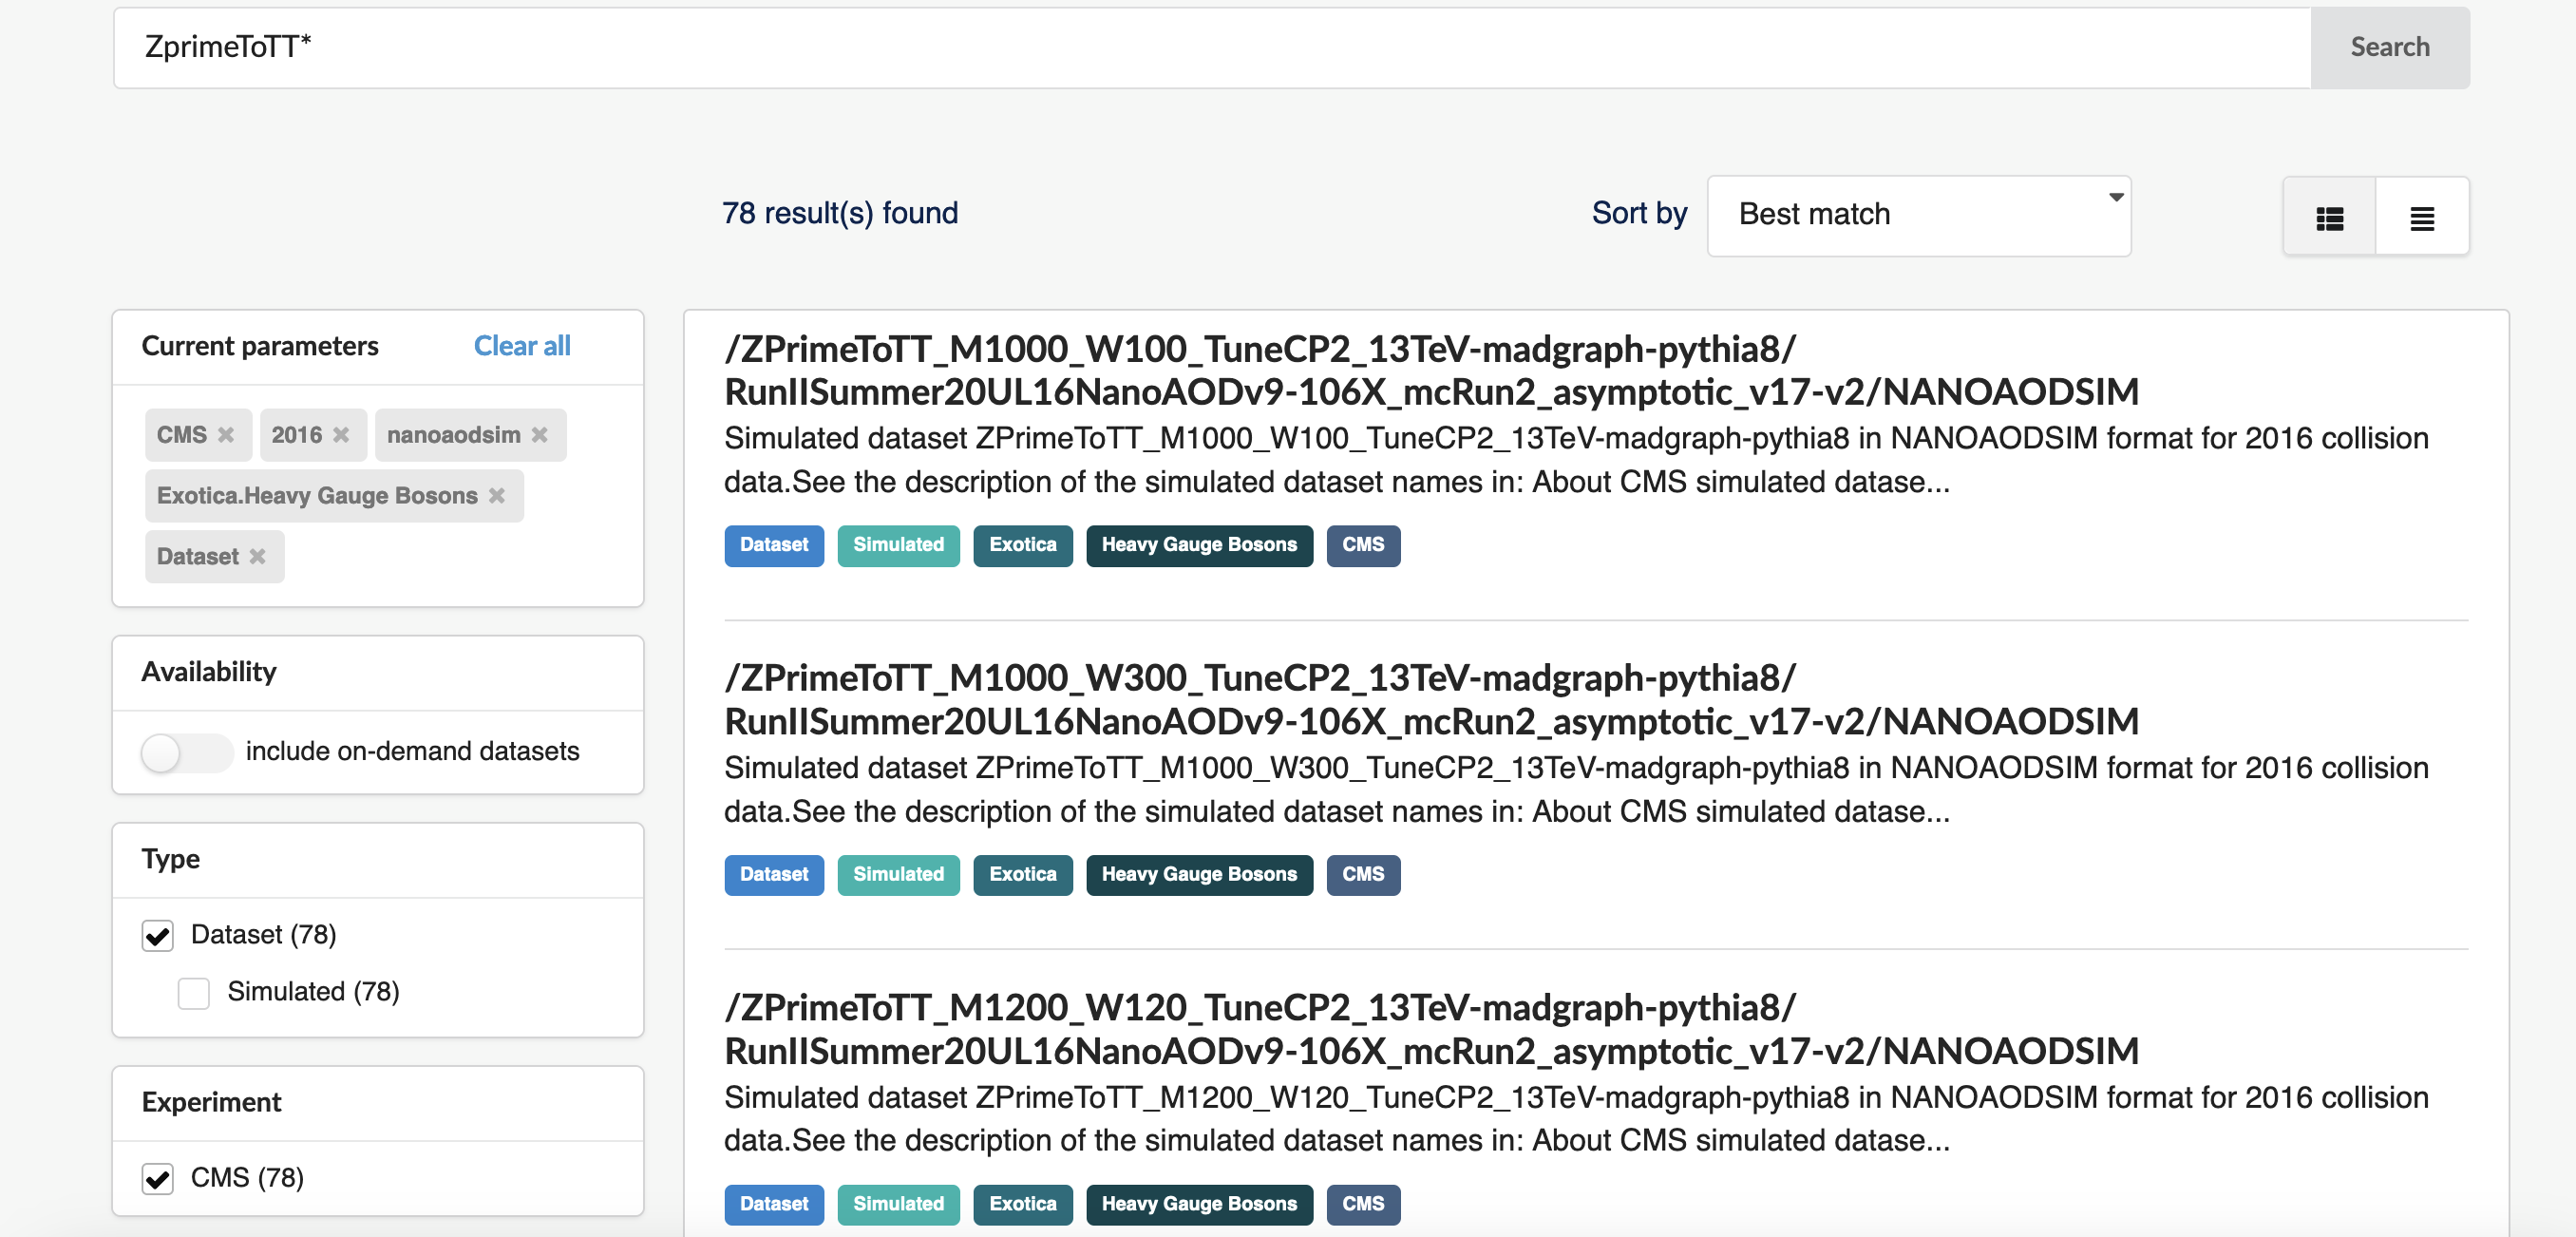 ZprimeToTT*
Search
78 result(s) found
Sort by
Best match
Current parameters
Clear all
CMS
2016
nanoaodsim
Exotica.Heavy Gauge Bosons
Dataset
Availability
include on-demand datasets
Type
Dataset (78)
Simulated (78)
Experiment
CMS (78)
/ZPrimeToTT_M1000_W100_TuneCP2_13TeV-madgraph-pythia8/
RunIISummer20UL16NanoAODv9-106X_mcRun2_asymptotic_v17-v2/NANOAODSIM
Simulated dataset ZPrimeToTT_M1000_W100_TuneCP2_13TeV-madgraph-pythia8 in NANOAODSIM format for 2016 collision
data.See the description of the simulated dataset names in: About CMS simulated datase...
Dataset Simulated Exotica Heavy Gauge Bosons CMS
/ZPrimeToTT_M1000_W300_TuneCP2_13TeV-madgraph-pythia8/
RunIISummer20UL16NanoAODv9-106X_mcRun2_asymptotic_v17-v2/NANOAODSIM
Simulated dataset ZPrimeToTT_M1000_W300_TuneCP2_13TeV-madgraph-pythia8 in NANOAODSIM format for 2016 collision
data.See the description of the simulated dataset names in: About CMS simulated datase...
Dataset Simulated Exotica Heavy Gauge Bosons CMS
/ZPrimeToTT_M1200_W120_TuneCP2_13TeV-madgraph-pythia8/
RunIISummer20UL16NanoAODv9-106X_mcRun2_asymptotic_v17-v2/NANOAODSIM
Simulated dataset ZPrimeToTT_M1200_W120_TuneCP2_13TeV-madgraph-pythia8 in NANOAODSIM format for 2016 collision
data.See the description of the simulated dataset names in: About CMS simulated datase...
Dataset Simulated Exotica Heavy Gauge Bosons CMS